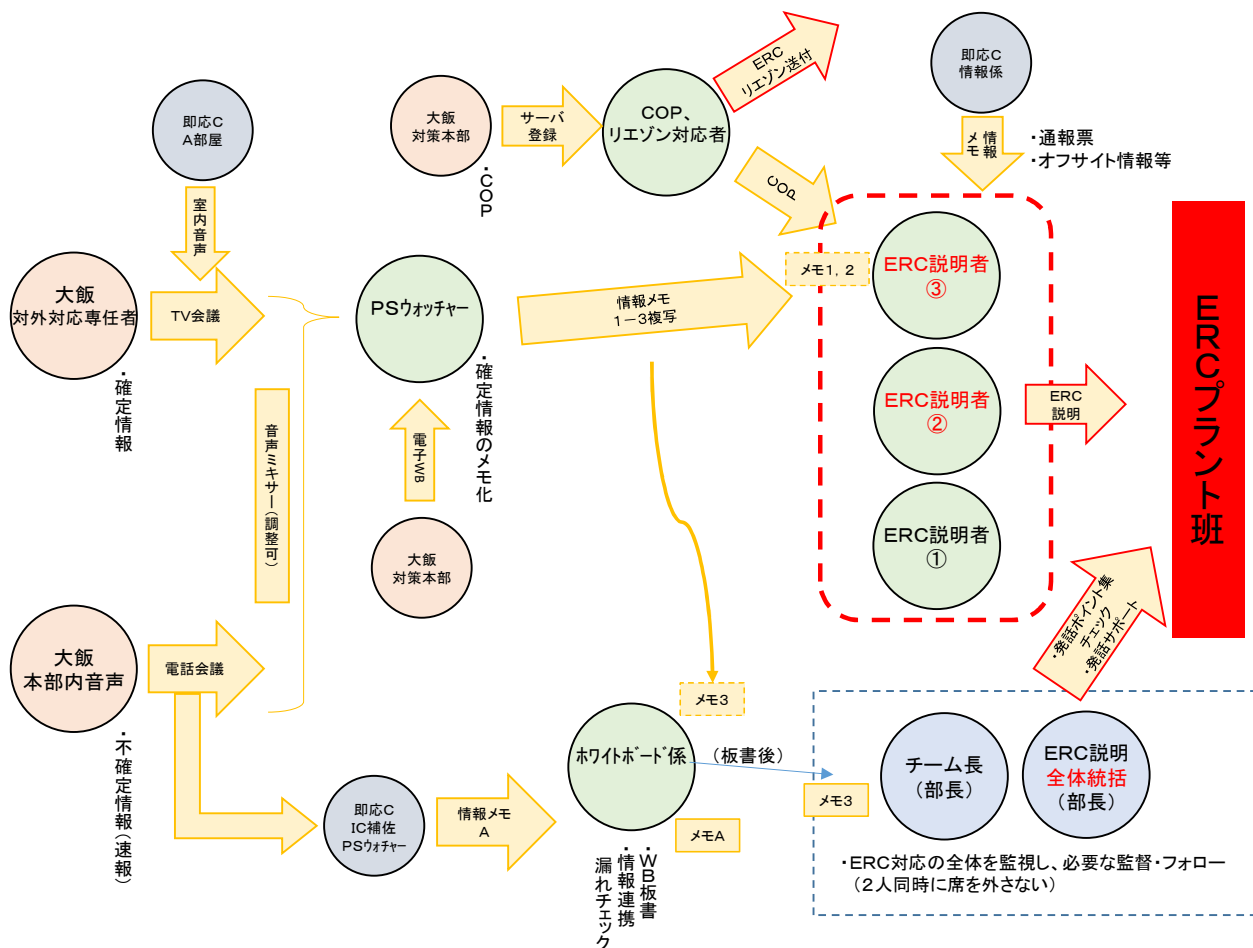 即応C
A部屋
室内音声
大飯
対策本部
・COP
サーバ
登録
COP、
リエゾン対応者
ERC
リエゾン送付
COP
即応C
情報係
情報
メモ
・通報票
・オフサイト情報等
大飯
対外対応専任者
・確定情報
TV会議
音声ミキサー(調整可)
PSウォッチャー
・確定情報のメモ化
電子WB
大飯
対策本部
情報メモ
1-3複写
メモ1，2
ERC説明者
③
ERC説明者
②
ERC説明者
①
ERC
説明
ERCプラント班
・発話ポイント集
チェック
・発話サポート
大飯
本部内音声
・不確定情報(速報)
電話会議
即応C
IC補佐
PSウォチャー
情報メモ
A
メモ3
ホワイトボード係
(板書後)
メモA
・WB板書
・情報連携
漏れチェック
メモ3
チーム長
(部長)
ERC説明
全体統括
(部長)
・ERC対応の全体を監視し、必要な監督・フォロー
(2人同時に席を外さない)